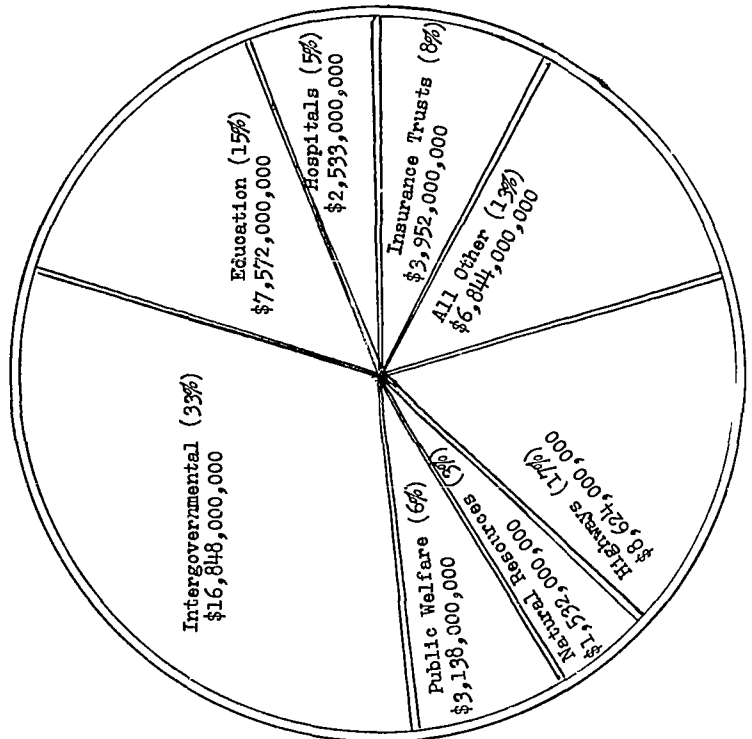 Intergovernmental (33%)
$16,848,000,000
Education (15%)
$7,572,000,000
Hospitals (5%)
$2,533,000,000
Insurance Trusts (8%)
$3,952,000,000
All Other (13%)
$6,844,000,000
Highways (17%)
$8,624,000,000
Natural Resources (3%)
$1,532,000,000
Public Welfare (6%)
$3,138,000,000